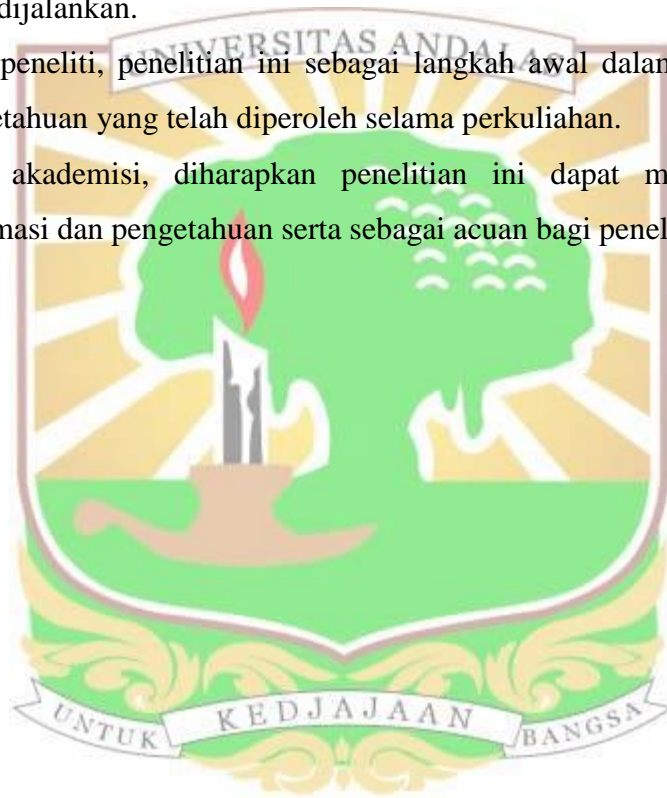 dijalankan.
UNIVERSITAS ANDALAS
peneliti, penelitian ini sebagai langkah awal dalam
etahuan yang telah diperoleh selama perkuliahan.
akademisi, diharapkan penelitian ini dapat m
masi dan pengetahuan serta sebagai acuan bagi penel
UNTUK KEDJAJAAN BANGSA